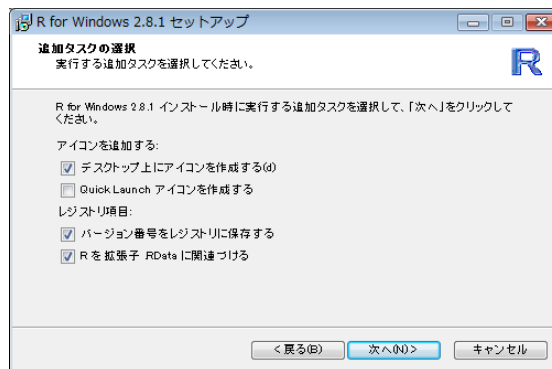 R for Windows 2.8.1 セットアップ
追加タスクの選択
実行する追加タスクを選択してください。
R
R for Windows 2.8.1 インストール時に実行する追加タスクを選択して、「次へ」をクリックして
ください。
アイコンを追加する:
デスクトップ上にアイコンを作成する(d)
Quick Launch アイコンを作成する
レジストリ項目:
バージョン番号をレジストリに保存する
R を拡張子 RData に関連づける
< 戻る(B)
次へ(N) >
キャンセル